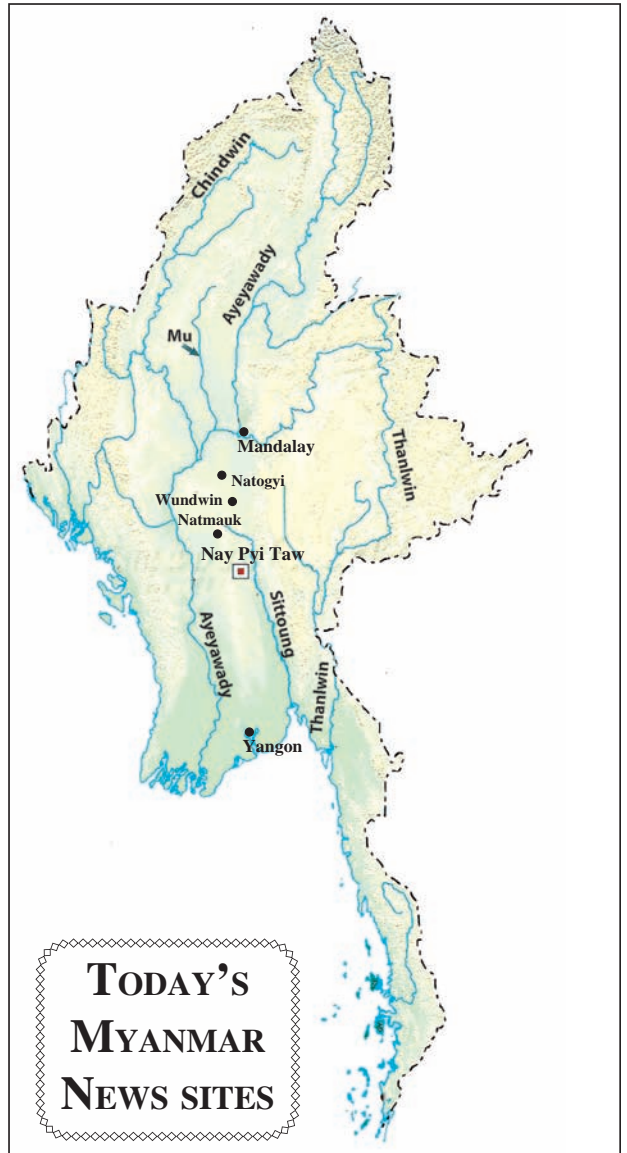 Chindwin
Ayeyawady
Mu
Mandalay
Thanlwin
Natogyi
Wundwin
Natmauk
Nay Pyi Taw
Sittoung
Ayeyawady
Thanlwin
Yangon
TODAY'S
MYANMAR
NEWS SITES